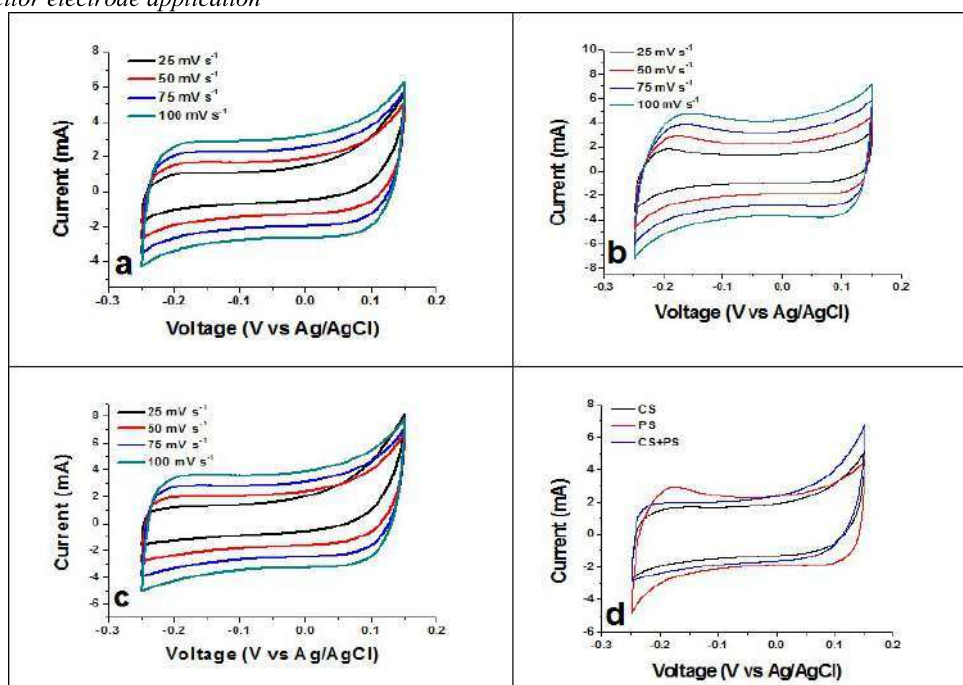 citor electrode application
8
6
4
2
0
-2
-4
25 mV s⁻¹
50 mV s⁻¹
75 mV s⁻¹
100 mV s⁻¹
Current (mA)
a
-0.3 -0.2 -0.1 0.0 0.1 0.2
Voltage (V vs Ag/AgCl)
10
8
6
4
2
0
-2
-4
-6
-8
25 mV s⁻¹
50 mV s⁻¹
75 mV s⁻¹
100 mV s⁻¹
Current (mA)
b
-0.3 -0.2 -0.1 0.0 0.1 0.2
Voltage (V vs Ag/AgCl)
8
6
4
2
0
-2
-4
-6
25 mV s⁻¹
50 mV s⁻¹
75 mV s⁻¹
100 mV s⁻¹
Current (mA)
c
-0.3 -0.2 -0.1 0.0 0.1 0.2
Voltage (V vs Ag/AgCl)
8
6
4
2
0
-2
-4
-6
CS
PS
CS+PS
Current (mA)
d
-0.3 -0.2 -0.1 0.0 0.1 0.2
Voltage (V vs Ag/AgCl)